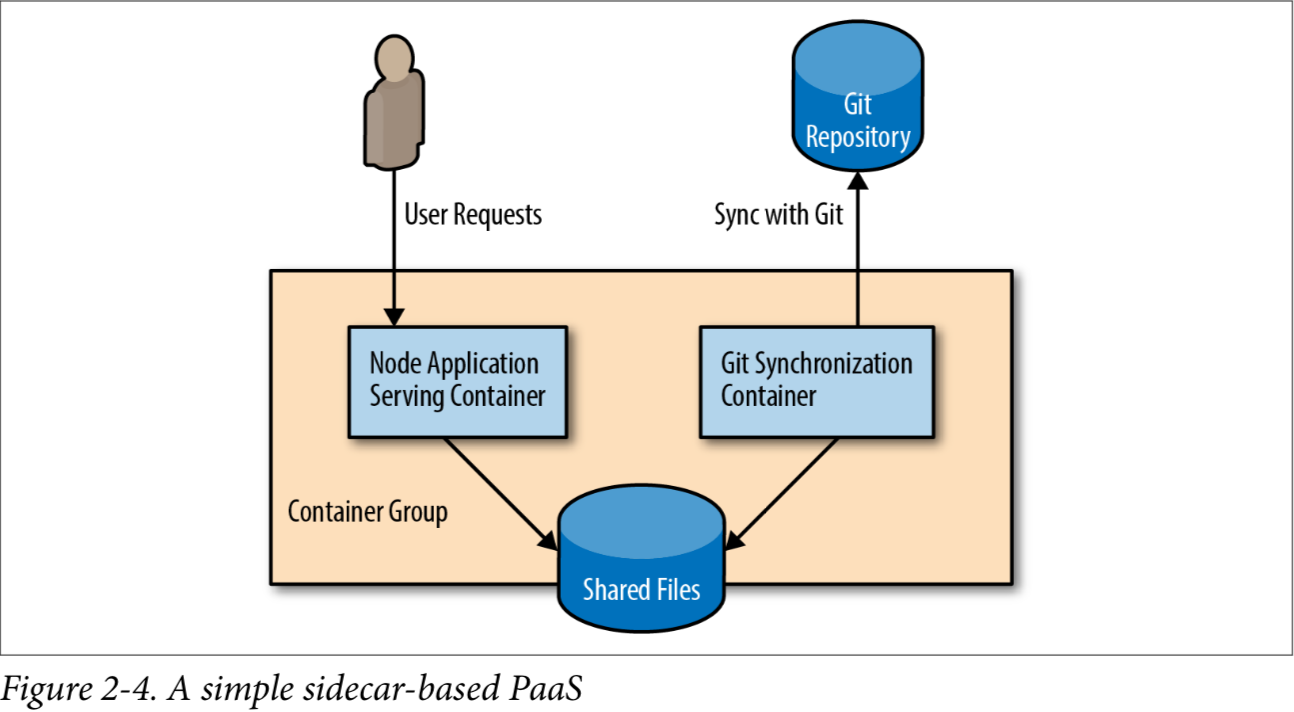 Git
Repository
User Requests
Sync with Git
Node Application
Serving Container
Git Synchronization
Container
Container Group
Shared Files
Figure 2-4. A simple sidecar-based PaaS